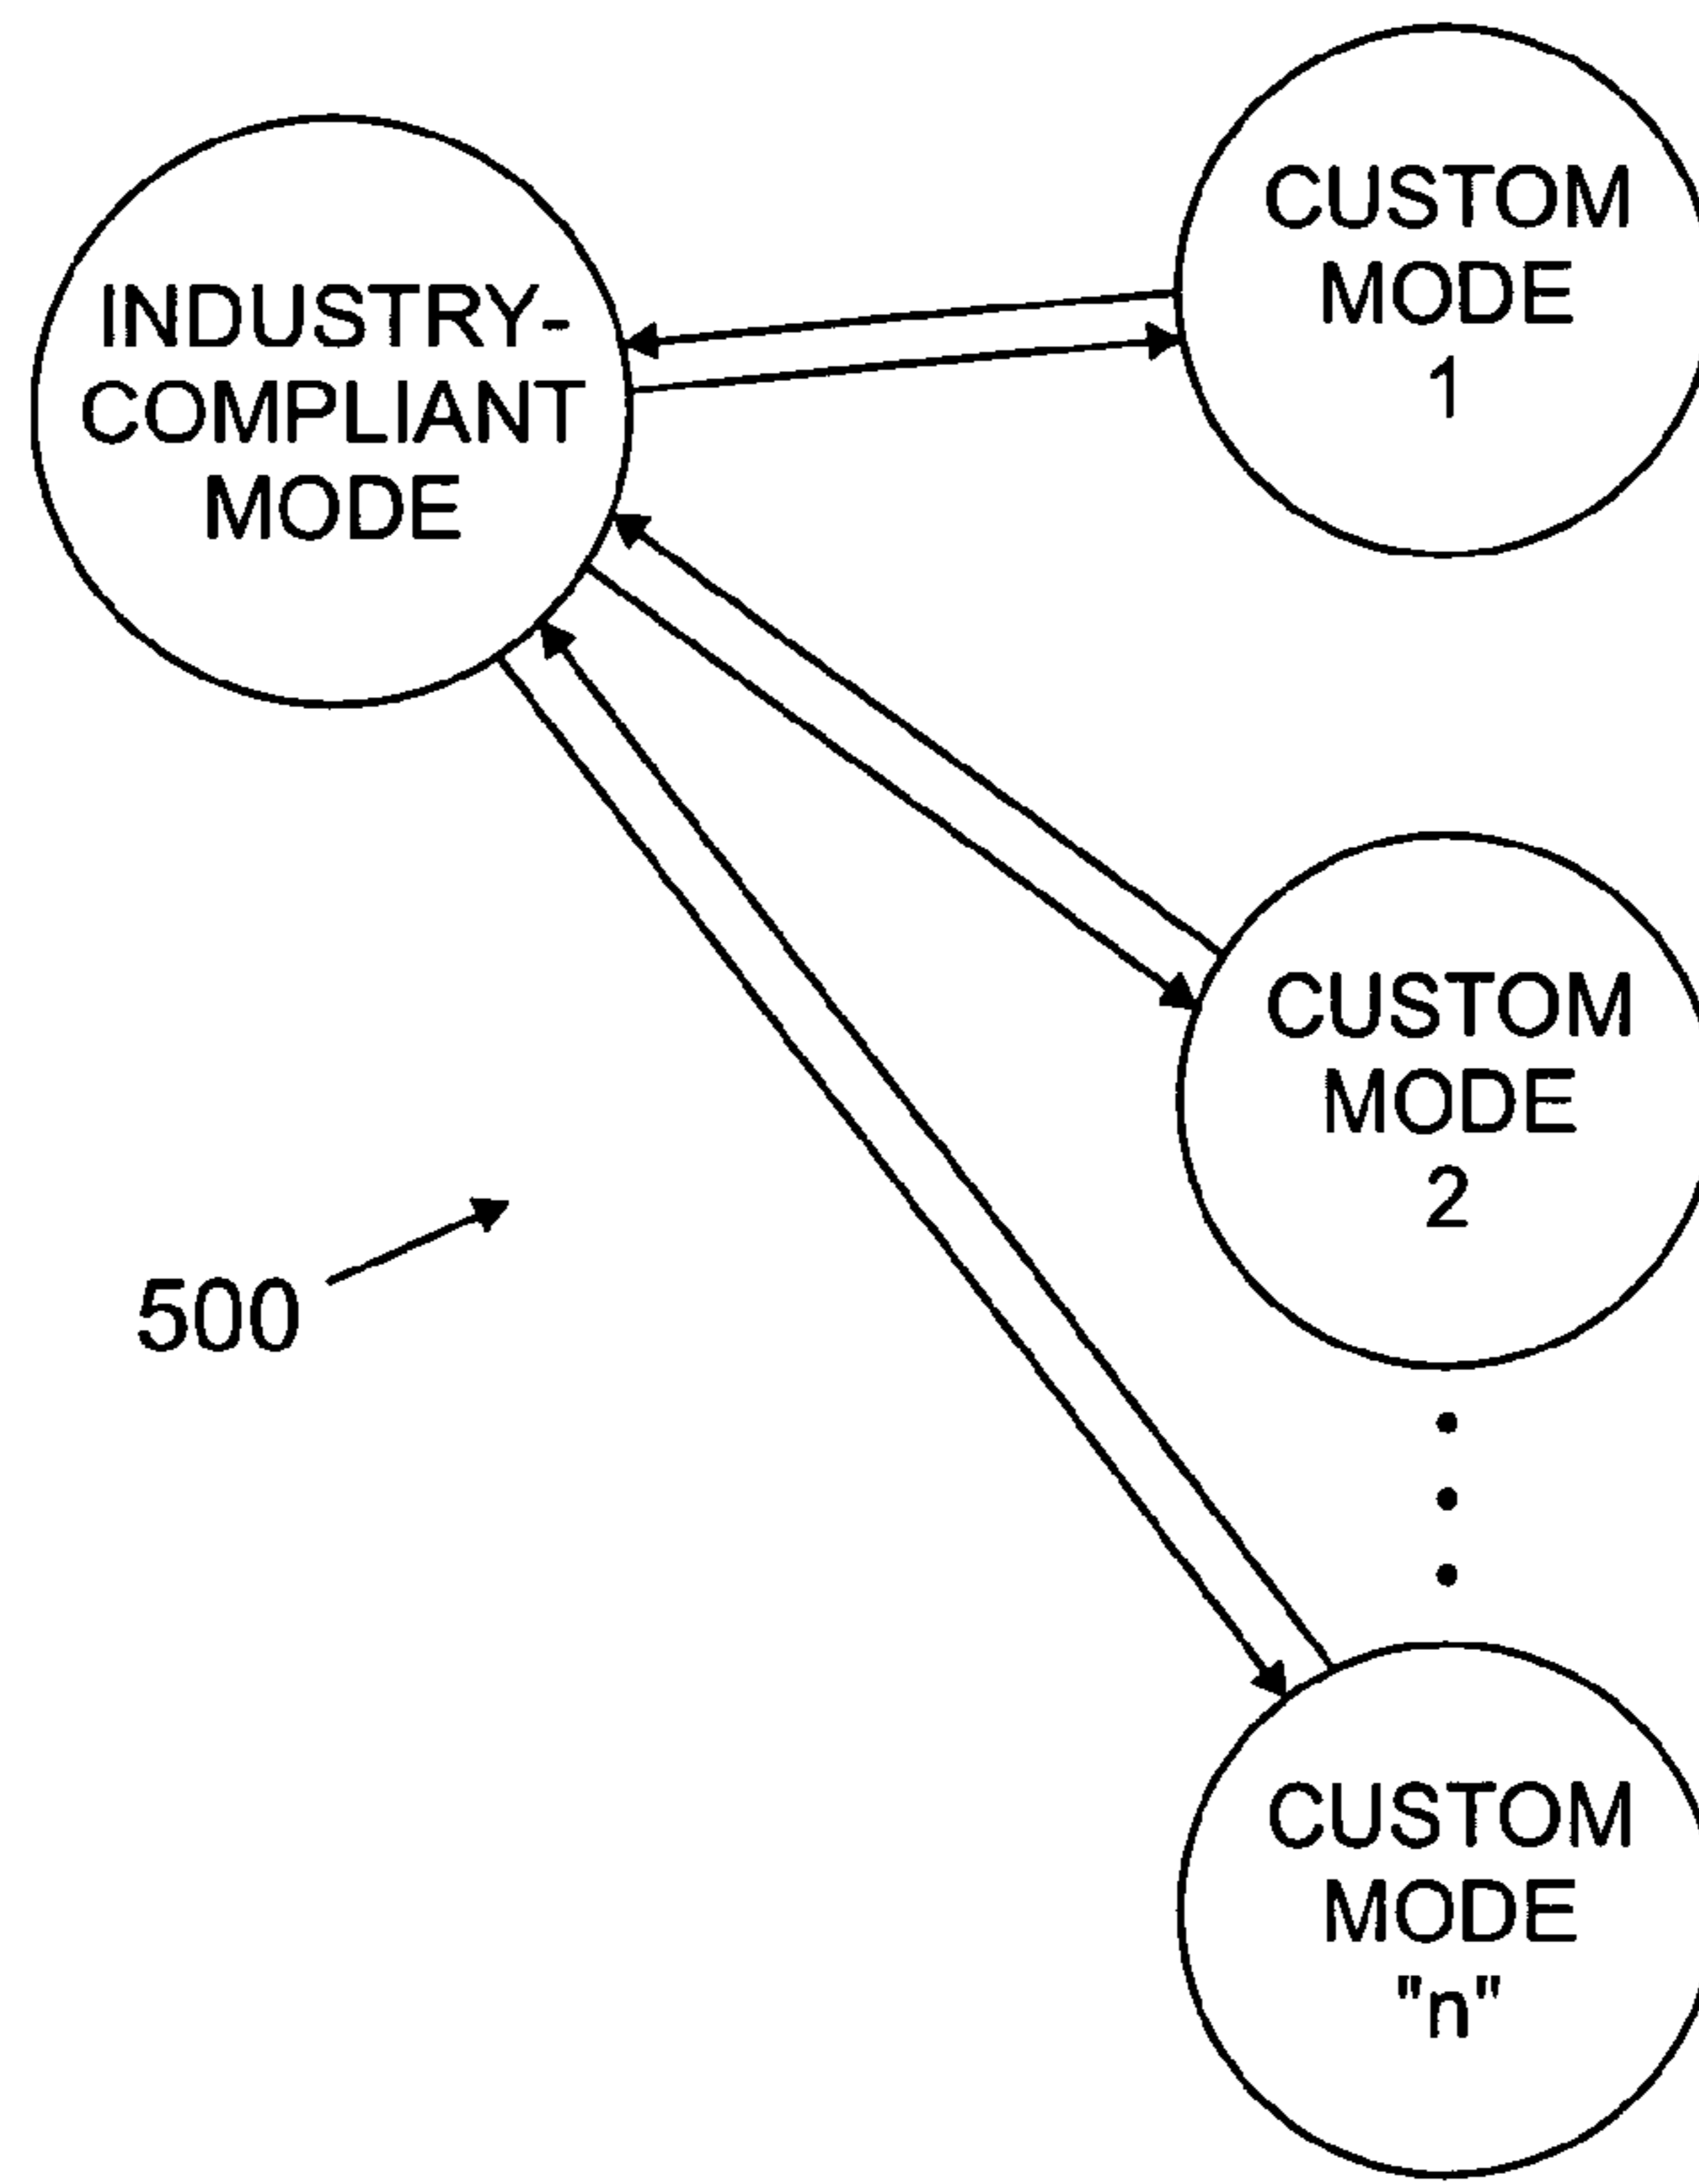 INDUSTRY-
COMPLIANT
MODE
CUSTOM
MODE
1
CUSTOM
MODE
2
500
CUSTOM
MODE
"n"